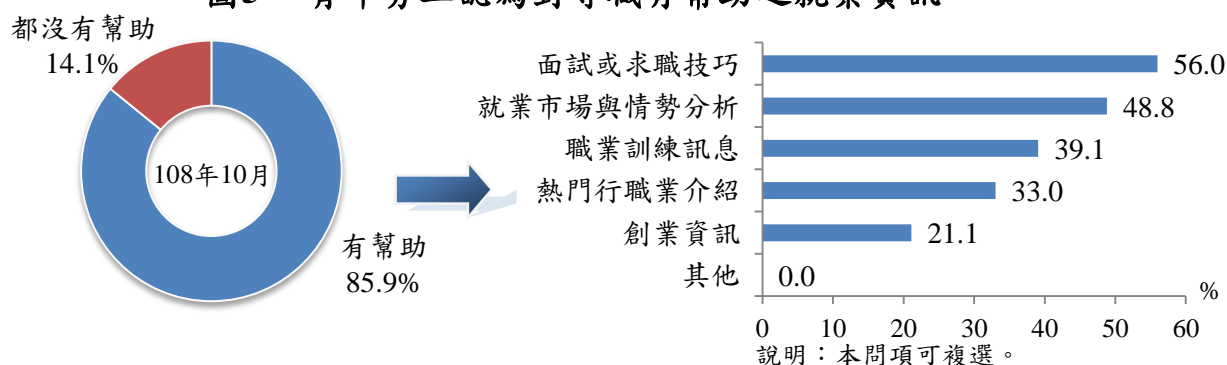 都沒有幫助
14.1%
108年10月
有幫助
85.9%
面試或求職技巧 56.0
就業市場與情勢分析 48.8
職業訓練訊息 39.1
熱門行職業介紹 33.0
創業資訊 21.1
其他 0.0
%
0 10 20 30 40 50 60
說明：本問項可複選。